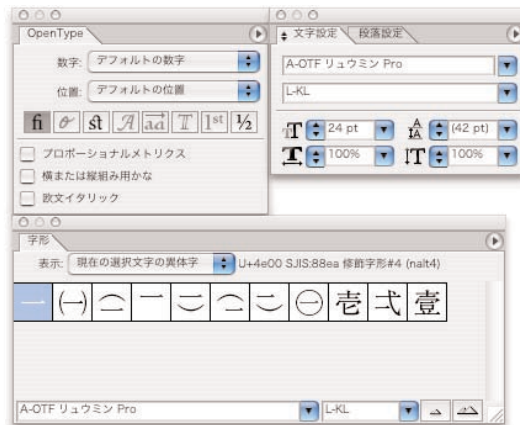 OpenType
数字: デフォルトの数字
位置: デフォルトの位置
fi st A ad T 1st ½
プロポーショナルメトリクス
横または縦組み用かな
欧文イタリック
文字設定 段落設定
A-OTF リュウミン Pro
L-KL
24 pt (42 pt)
100% 100%
字形
表示: 現在の選択文字の異体字 U+4e00 SJIS:88ea 修飾字形#4 (nalt4)
一 ㈠ 一 ㊀ 壱 弌 壹
A-OTF リュウミン Pro L-KL